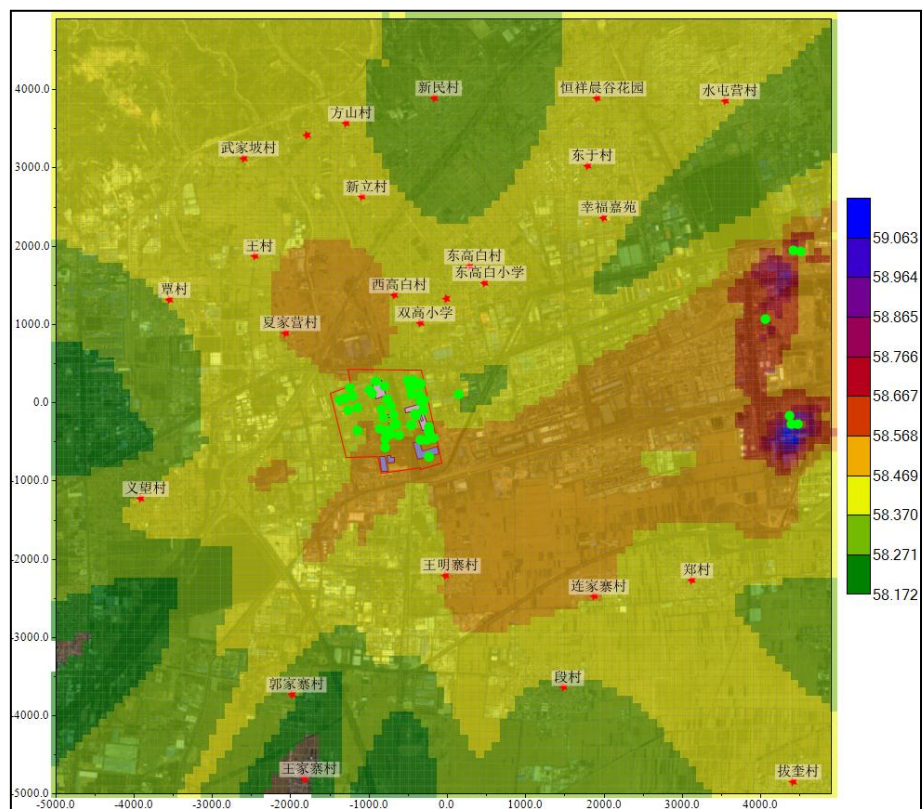 4000.0
3000.0
2000.0
1000.0
0.0
-1000.0
-2000.0
-3000.0
-4000.0
-5000.0
新民村
恒祥晨谷花园
水屯营村
方山村
武家坡村
东于村
新立村
幸福嘉苑
王村
东高白村
东高白小学
覃村
西高白村
双高小学
夏家营村
义望村
王明寨村
连家寨村
郑村
郭家寨村
段村
王家寨村
拔奎村
-5000.0 -4000.0 -3000.0 -2000.0 -1000.0 0.0 1000.0 2000.0 3000.0 4000.0
59.063
58.964
58.865
58.766
58.667
58.568
58.469
58.370
58.271
58.172